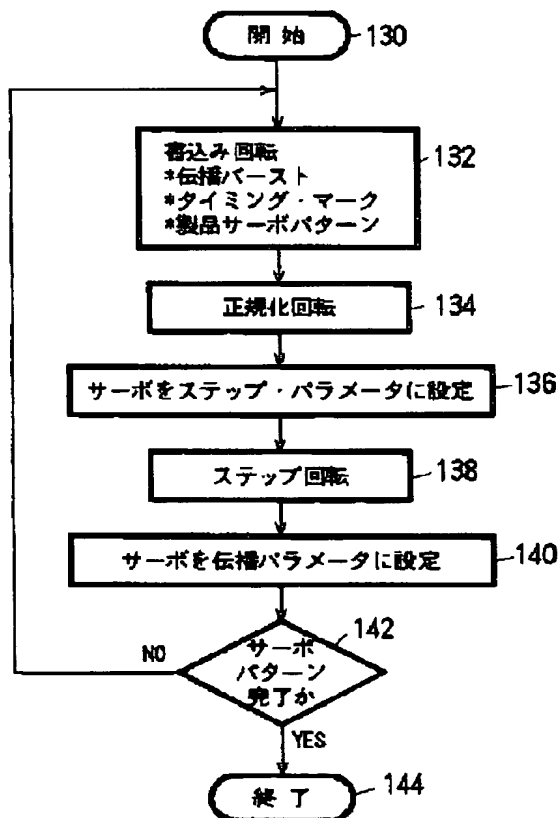 開始
130
書込み回転
*伝播バースト
*タイミング・マーク
*製品サーボパターン
132
正規化回転
134
サーボをステップ・パラメータに設定
136
ステップ回転
138
サーボを伝播パラメータに設定
140
142
サーボ
パターン
完了か
NO
YES
終了
144